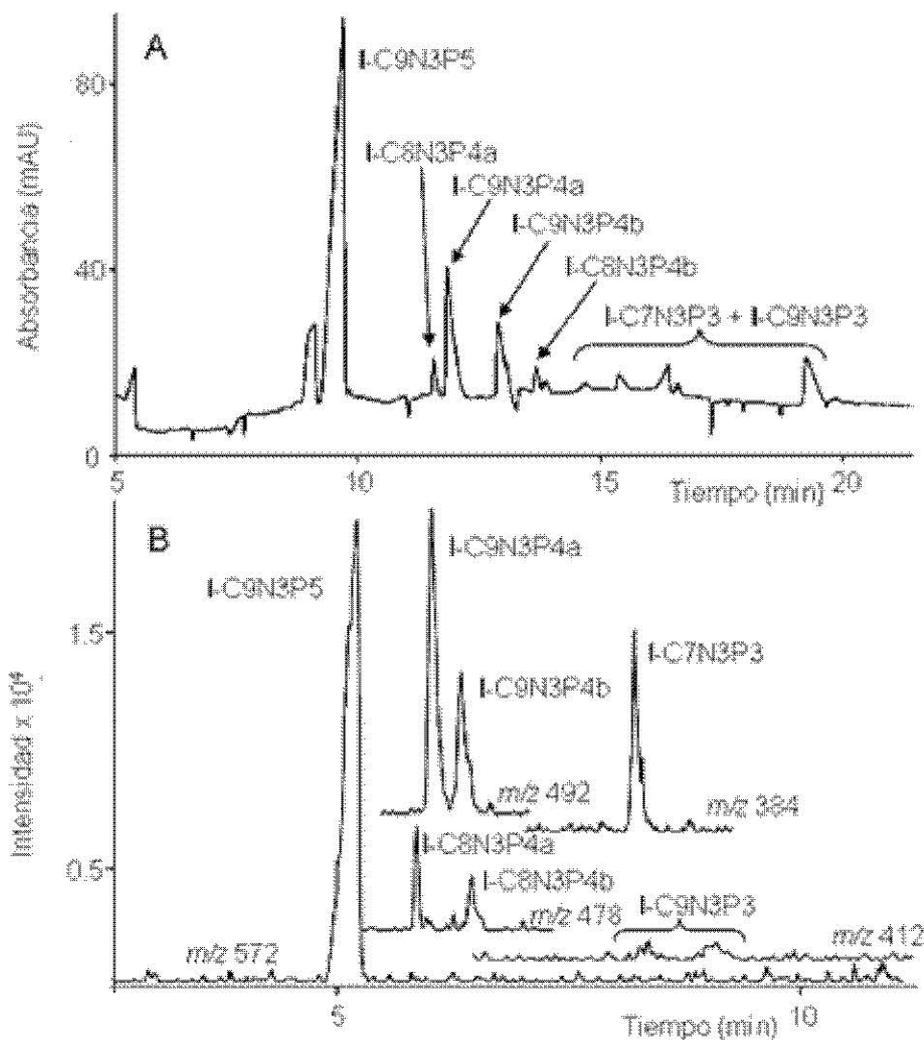 A
I-C9N3P5
80
I-C8N3P4a
I-C9N3P4a
I-C9N3P4b
I-C8N3P4b
I-C7N3P3 + I-C9N3P3
40
Absorbancia (mAU)
0
5
10
15
20
Tiempo (min)
B
I-C9N3P4a
I-C9N3P5
1.5
I-C7N3P3
I-C9N3P4b
m/z 492
m/z 384
Intensidad x 10⁴
I-C8N3P4a
0.5
I-C8N3P4b
m/z 478
I-C9N3P3
m/z 412
m/z 572
5
10
Tiempo (min)